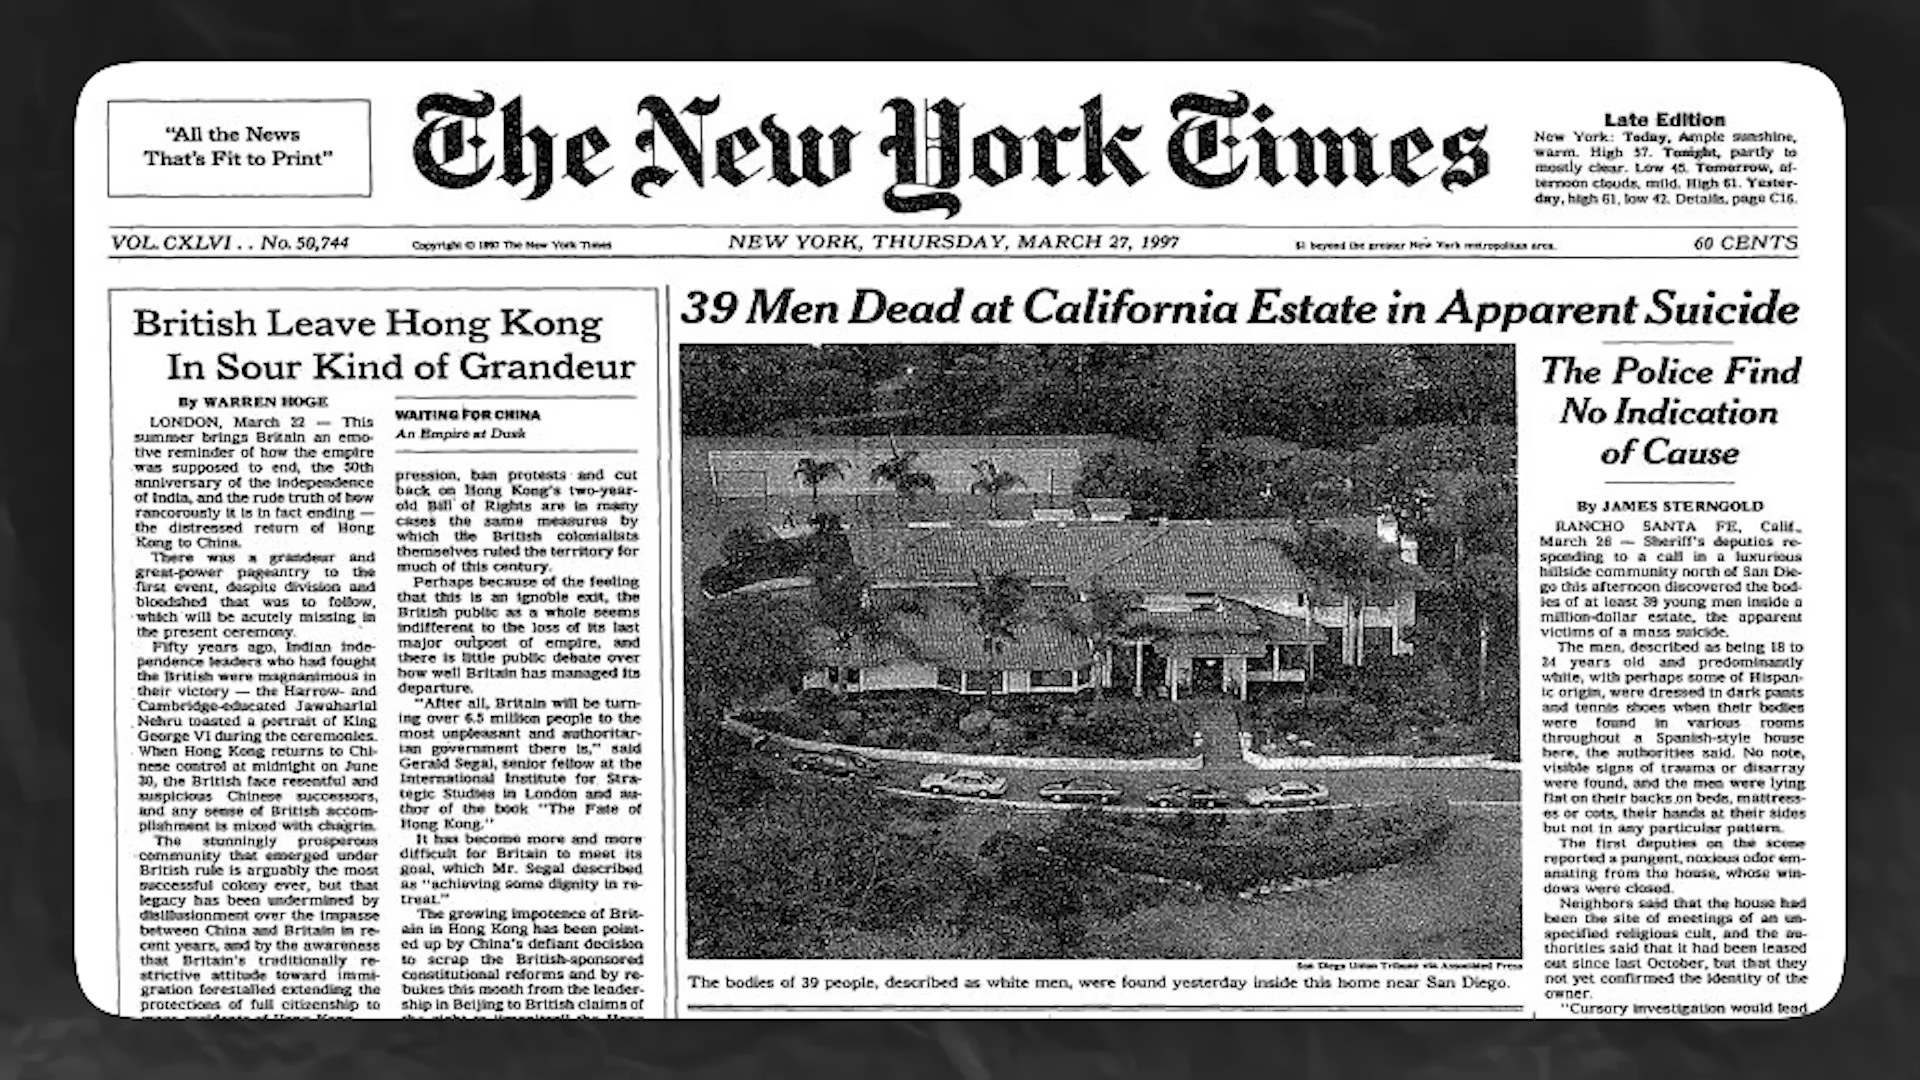 "All the News
That's Fit to Print"
The New York Times
Late Edition
New York: Today, Ample sunshine,
warm. High 57. Tonight, partly to
mostly clear. Low 45. Tomorrow, af-
ternoon clouds, mild. High 61. Yester-
day, high 61, low 42. Details, page C16.
VOL. CXLVI . . No. 50,744
Copyright © 1997 The New York Times
NEW YORK, THURSDAY, MARCH 27, 1997
$1 beyond the greater New York metropolitan area.
60 CENTS
British Leave Hong Kong
In Sour Kind of Grandeur
By WARREN HOGE
LONDON, March 22 — This
summer brings Britain an emo-
tive reminder of how the empire
was supposed to end, the 50th
anniversary of the independence
of India, and the rude truth of how
rancorously it is in fact ending —
the distressed return of Hong
Kong to China.
There was a grandeur and
great-power pageantry to the
first event, despite division and
bloodshed that was to follow,
which will be acutely missing in
the present ceremony.
Fifty years ago, Indian inde-
pendence leaders who had fought
the British were magnanimous in
their victory — the Harrow- and
Cambridge-educated Jawaharlal
Nehru toasted a portrait of King
George VI during the ceremonies.
When Hong Kong returns to Chi-
nese control at midnight on June
30, the British face resentful and
suspicious Chinese successors,
and any sense of British accom-
plishment is mixed with chagrin.
The stunningly prosperous
community that emerged under
British rule is arguably the most
successful colony ever, but that
legacy has been undermined by
disillusionment over the impasse
between China and Britain in re-
cent years, and by the awareness
that Britain's traditionally re-
strictive attitude toward immi-
gration forestalled extending the
protections of full citizenship to
WAITING FOR CHINA
An Empire at Dusk
pression, ban protests and cut
back on Hong Kong's two-year-
old Bill of Rights are in many
cases the same measures by
which the British colonialists
themselves ruled the territory for
much of this century.
Perhaps because of the feeling
that this is an ignoble exit, the
British public as a whole seems
indifferent to the loss of its last
major outpost of empire, and
there is little public debate over
how well Britain has managed its
departure.
"After all, Britain will be turn-
ing over 6.5 million people to the
most unpleasant and authoritar-
ian government there is," said
Gerald Segal, senior fellow at the
International Institute for Stra-
tegic Studies in London and au-
thor of the book "The Fate of
Hong Kong."
It has become more and more
difficult for Britain to meet its
goal, which Mr. Segal described
as "achieving some dignity in re-
treat."
The growing impotence of Brit-
ain in Hong Kong has been point-
ed up by China's defiant decision
to scrap the British-sponsored
constitutional reforms and by re-
bukes this month from the leader-
ship in Beijing to British claims of
39 Men Dead at California Estate in Apparent Suicide
San Diego Union Tribune via Associated Press
The bodies of 39 people, described as white men, were found yesterday inside this home near San Diego.
The Police Find
No Indication
of Cause
By JAMES STERNGOLD
RANCHO SANTA FE, Calif.,
March 26 — Sheriff's deputies re-
sponding to a call in a luxurious
hillside community north of San Die-
go this afternoon discovered the bod-
ies of at least 39 young men inside a
million-dollar estate, the apparent
victims of a mass suicide.
The men, described as being 18 to
24 years old and predominantly
white, with perhaps some of Hispan-
ic origin, were dressed in dark pants
and tennis shoes when their bodies
were found in various rooms
throughout a Spanish-style house
here, the authorities said. No note,
visible signs of trauma or disarray
were found, and the men were lying
flat on their backs on beds, mattress-
es or cots, their hands at their sides
but not in any particular pattern.
The first deputies on the scene
reported a pungent, noxious odor em-
anating from the house, whose win-
dows were closed.
Neighbors said that the house had
been the site of meetings of an un-
specified religious cult, and the au-
thorities said that it had been leased
out since last October, but that they
not yet confirmed the identity of the
owner.
"Cursory investigation would lead